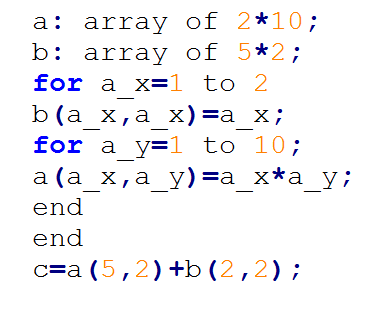 a: array of 2*10;
b: array of 5*2;
for a_x=1 to 2
b(a_x,a_x)=a_x;
for a_y=1 to 10;
a(a_x,a_y)=a_x*a_y;
end
end
c=a(5,2)+b(2,2);